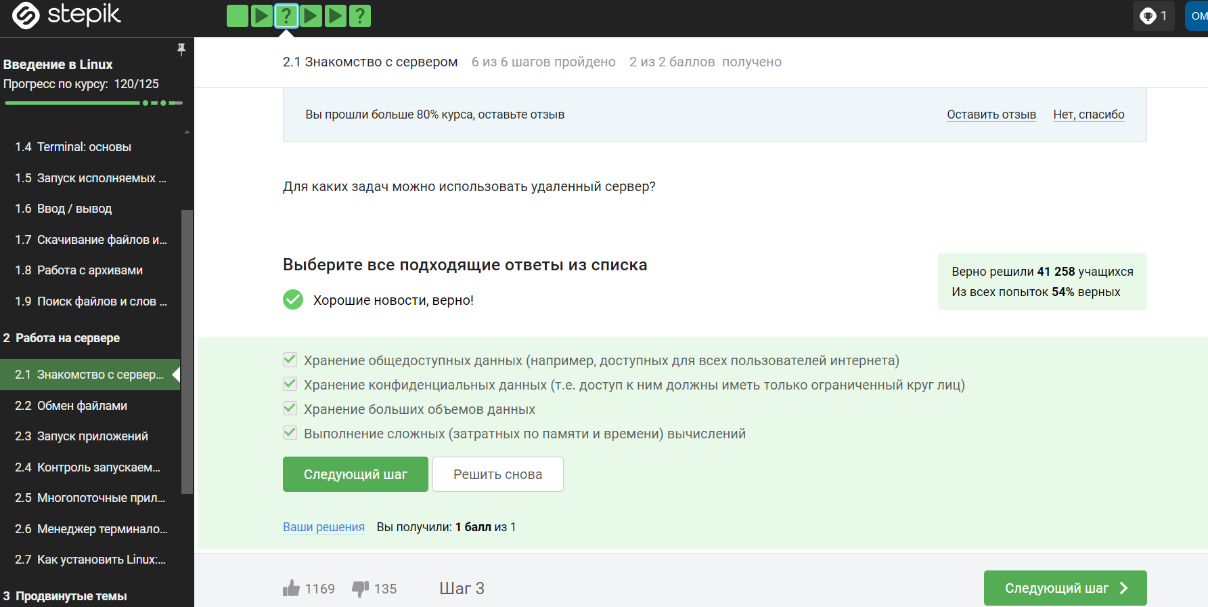 stepik
?
?
1
ОМ
Введение в Linux
Прогресс по курсу: 120/125
1.4 Terminal: основы
1.5 Запуск исполняемых ...
1.6 Ввод / вывод
1.7 Скачивание файлов и...
1.8 Работа с архивами
1.9 Поиск файлов и слов ...
2 Работа на сервере
2.1 Знакомство с сервер...
2.2 Обмен файлами
2.3 Запуск приложений
2.4 Контроль запускаем...
2.5 Многопоточные прил...
2.6 Менеджер терминало...
2.7 Как установить Linux:...
3 Продвинутые темы
2.1 Знакомство с сервером 6 из 6 шагов пройдено 2 из 2 баллов получено
Вы прошли больше 80% курса, оставьте отзыв Оставить отзыв Нет, спасибо
Для каких задач можно использовать удаленный сервер?
Выберите все подходящие ответы из списка
Хорошие новости, верно!
Верно решили 41 258 учащихся
Из всех попыток 54% верных
Хранение общедоступных данных (например, доступных для всех пользователей интернета)
Хранение конфиденциальных данных (т.е. доступ к ним должны иметь только ограниченный круг лиц)
Хранение больших объемов данных
Выполнение сложных (затратных по памяти и времени) вычислений
Следующий шаг Решить снова
Ваши решения Вы получили: 1 балл из 1
1169 135 Шаг 3 Следующий шаг